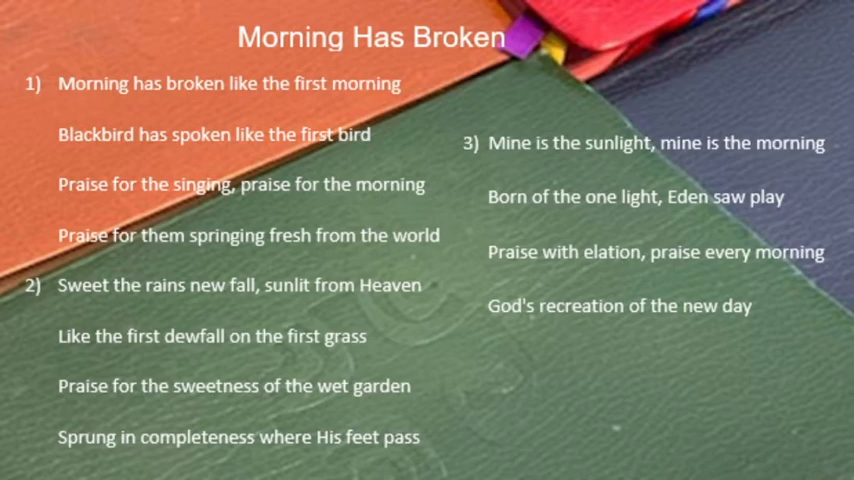 Morning Has Broken
1) Morning has broken like the first morning
Blackbird has spoken like the first bird
Praise for the singing, praise for the morning
Praise for them springing fresh from the world
2) Sweet the rains new fall, sunlit from Heaven
Like the first dewfall on the first grass
Praise for the sweetness of the wet garden
Sprung in completeness where His feet pass
3) Mine is the sunlight, mine is the morning
Born of the one light, Eden saw play
Praise with elation, praise every morning
God's recreation of the new day